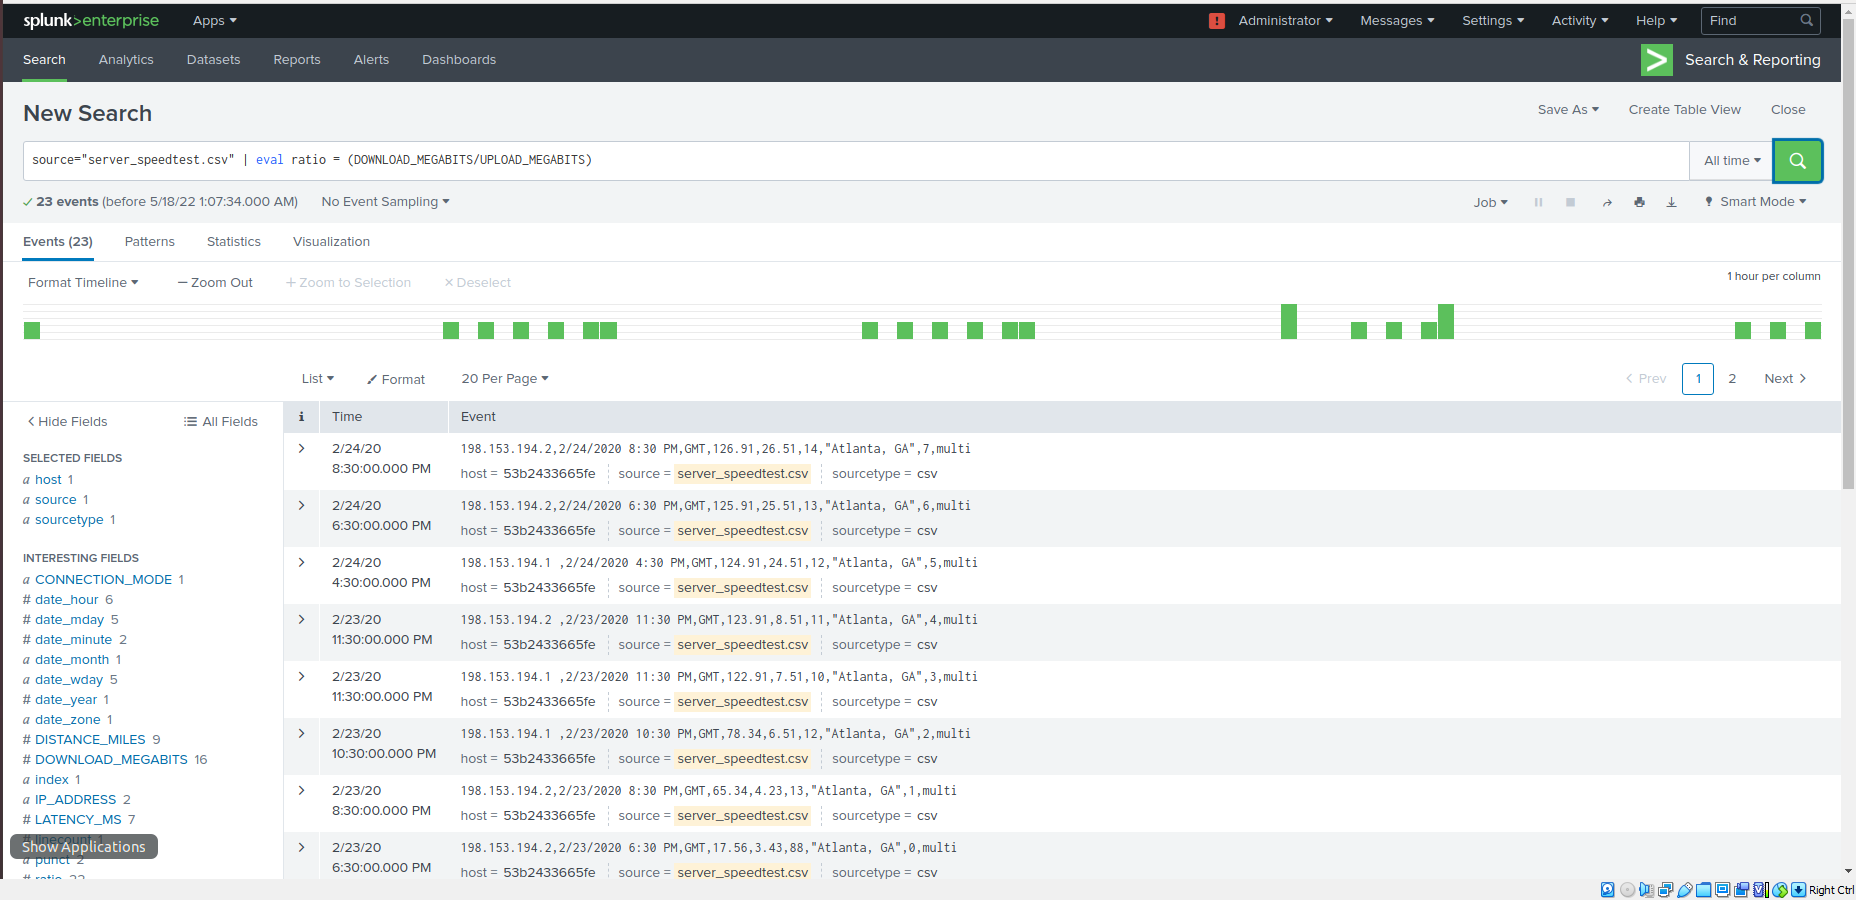 splunk>enterprise Apps Administrator Messages Settings Activity Help Find
Search Analytics Datasets Reports Alerts Dashboards Search & Reporting
New Search Save As Create Table View Close
source="server_speedtest.csv" | eval ratio = (DOWNLOAD_MEGABITS/UPLOAD_MEGABITS) All time
23 events (before 5/18/22 1:07:34.000 AM) No Event Sampling Job Smart Mode
Events (23) Patterns Statistics Visualization
Format Timeline — Zoom Out + Zoom to Selection × Deselect 1 hour per column
List Format 20 Per Page < Prev 1 2 Next >
< Hide Fields All Fields i Time Event
SELECTED FIELDS
a host 1
a source 1
a sourcetype 1
INTERESTING FIELDS
a CONNECTION_MODE 1
# date_hour 6
# date_mday 5
# date_minute 2
a date_month 1
a date_wday 5
# date_year 1
a date_zone 1
# DISTANCE_MILES 9
# DOWNLOAD_MEGABITS 16
a index 1
a IP_ADDRESS 2
# LATENCY_MS 7
# linecount 1
Show Applications
a punct 2
# ratio 22
> 2/24/20 198.153.194.2,2/24/2020 8:30 PM,GMT,126.91,26.51,14,"Atlanta, GA",7,multi
8:30:00.000 PM host = 53b2433665fe source = server_speedtest.csv sourcetype = csv
> 2/24/20 198.153.194.2,2/24/2020 6:30 PM,GMT,125.91,25.51,13,"Atlanta, GA",6,multi
6:30:00.000 PM host = 53b2433665fe source = server_speedtest.csv sourcetype = csv
> 2/24/20 198.153.194.1 ,2/24/2020 4:30 PM,GMT,124.91,24.51,12,"Atlanta, GA",5,multi
4:30:00.000 PM host = 53b2433665fe source = server_speedtest.csv sourcetype = csv
> 2/23/20 198.153.194.2 ,2/23/2020 11:30 PM,GMT,123.91,8.51,11,"Atlanta, GA",4,multi
11:30:00.000 PM host = 53b2433665fe source = server_speedtest.csv sourcetype = csv
> 2/23/20 198.153.194.1 ,2/23/2020 11:30 PM,GMT,122.91,7.51,10,"Atlanta, GA",3,multi
11:30:00.000 PM host = 53b2433665fe source = server_speedtest.csv sourcetype = csv
> 2/23/20 198.153.194.1 ,2/23/2020 10:30 PM,GMT,78.34,6.51,12,"Atlanta, GA",2,multi
10:30:00.000 PM host = 53b2433665fe source = server_speedtest.csv sourcetype = csv
> 2/23/20 198.153.194.2,2/23/2020 8:30 PM,GMT,65.34,4.23,13,"Atlanta, GA",1,multi
8:30:00.000 PM host = 53b2433665fe source = server_speedtest.csv sourcetype = csv
> 2/23/20 198.153.194.2,2/23/2020 6:30 PM,GMT,17.56,3.43,88,"Atlanta, GA",0,multi
6:30:00.000 PM host = 53b2433665fe source = server_speedtest.csv sourcetype = csv
Right Ctrl